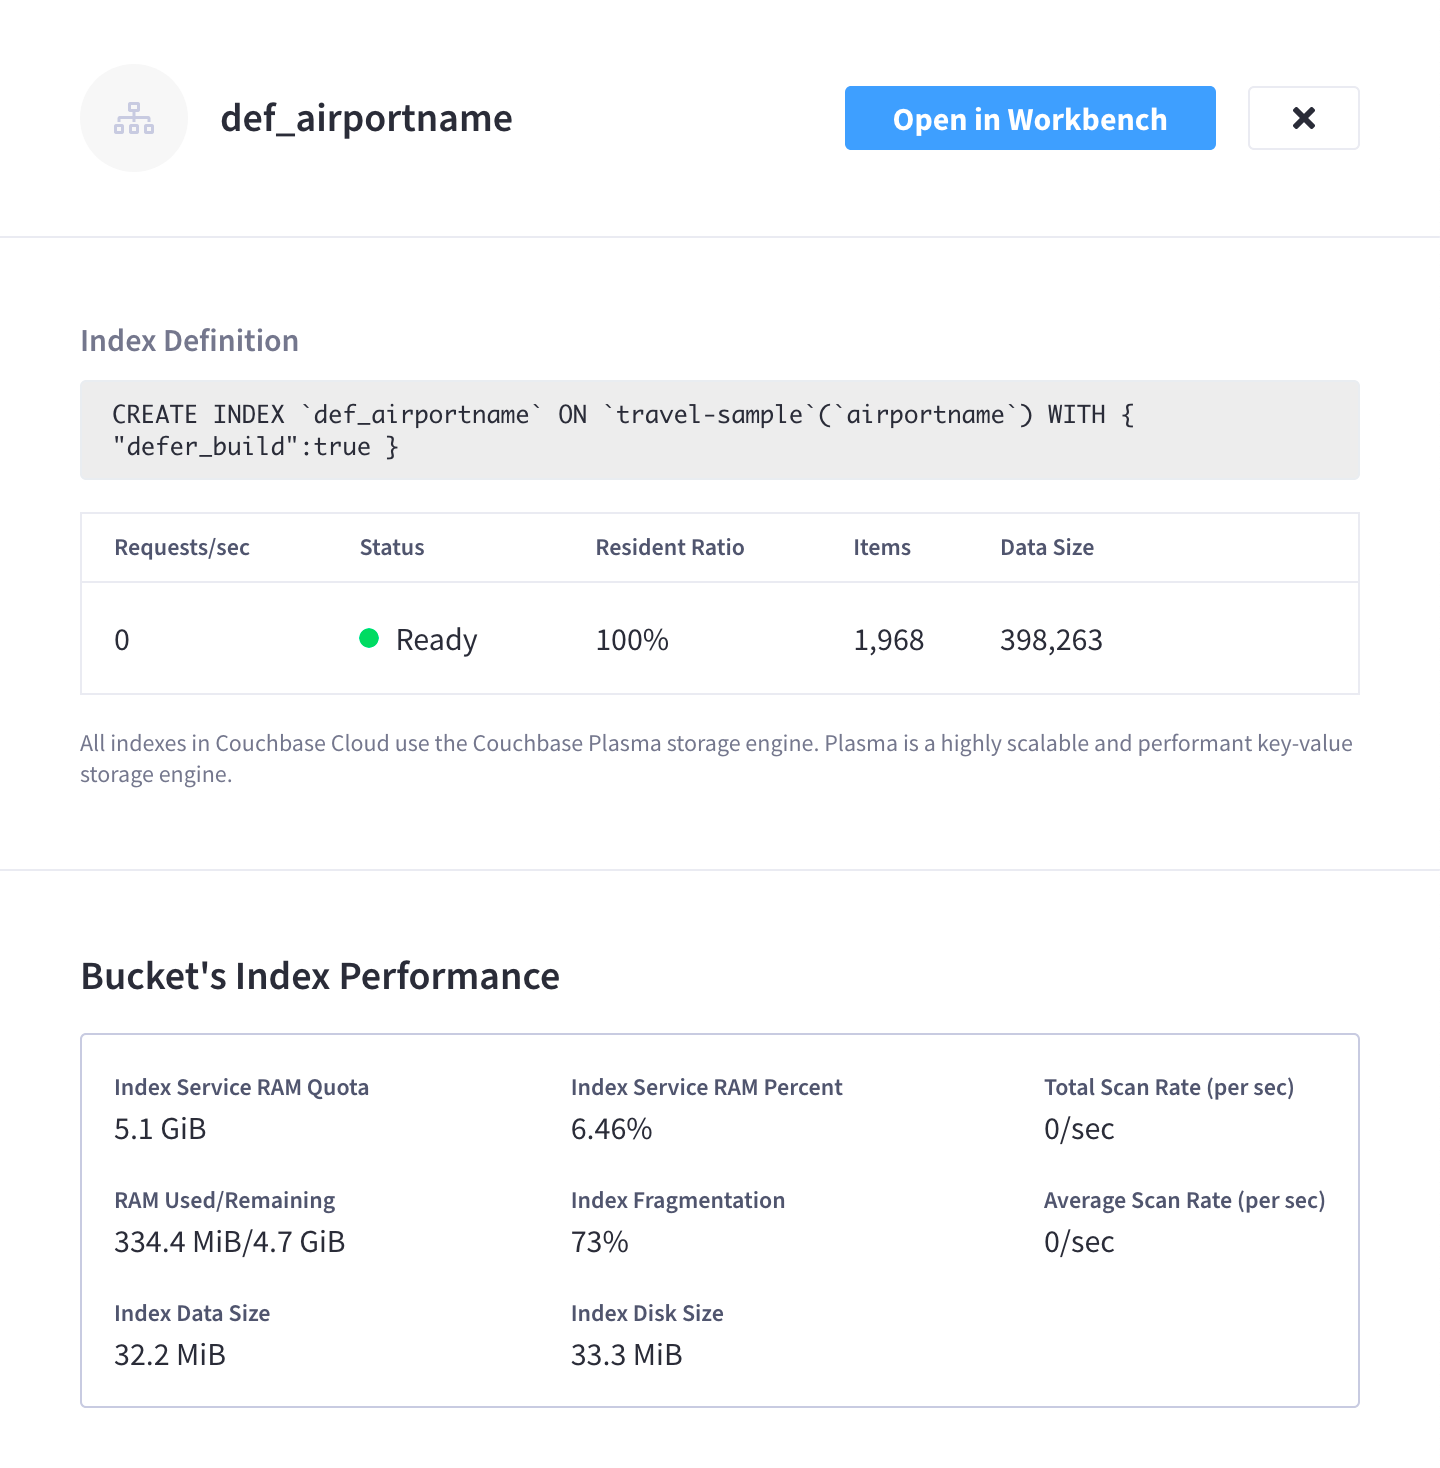 def_airportname
Open in Workbench
Index Definition
CREATE INDEX `def_airportname` ON `travel-sample`(`airportname`) WITH {
"defer_build":true }
Requests/sec Status Resident Ratio Items Data Size
0 Ready 100% 1,968 398,263
All indexes in Couchbase Cloud use the Couchbase Plasma storage engine. Plasma is a highly scalable and performant key-value
storage engine.
Bucket's Index Performance
Index Service RAM Quota Index Service RAM Percent Total Scan Rate (per sec)
5.1 GiB 6.46% 0/sec
RAM Used/Remaining Index Fragmentation Average Scan Rate (per sec)
334.4 MiB/4.7 GiB 73% 0/sec
Index Data Size Index Disk Size
32.2 MiB 33.3 MiB